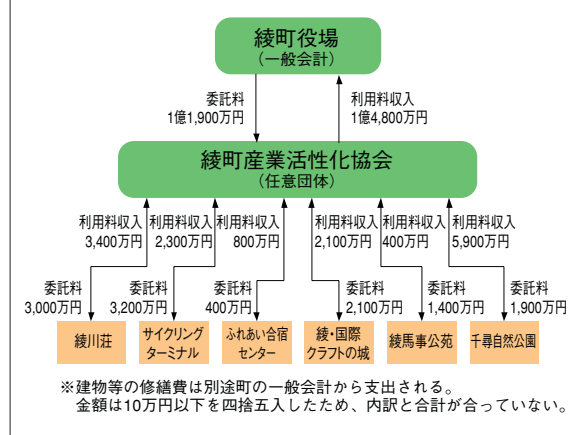 綾町役場
(一般会計)
委託料
1億1,900万円
利用料収入
1億4,800万円
綾町産業活性化協会
(任意団体)
利用料収入
3,400万円
利用料収入
2,300万円
利用料収入
800万円
利用料収入
2,100万円
利用料収入
400万円
利用料収入
5,900万円
委託料
3,000万円
委託料
3,200万円
委託料
400万円
委託料
2,100万円
委託料
1,400万円
委託料
1,900万円
綾川荘
サイクリング
ターミナル
ふれあい合宿
センター
綾・国際
クラフトの城
綾馬事公苑
千尋自然公園
※建物等の修繕費は別途町の一般会計から支出される。
金額は10万円以下を四捨五入したため、内訳と合計が合っていない。